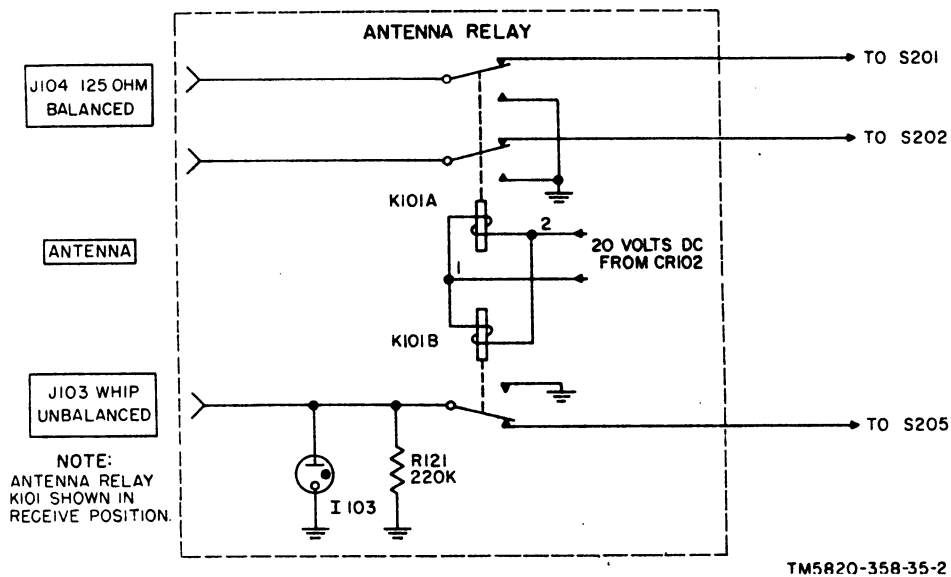 ANTENNA RELAY
TO S201
J104 125 OHM
BALANCED
TO S202
K101A
2
ANTENNA
20 VOLTS DC
FROM CR102
1
K101B
J103 WHIP
UNBALANCED
TO S205
NOTE:
ANTENNA RELAY
K101 SHOWN IN
RECEIVE POSITION.
R121
220K
I 103
TM5820-358-35-2